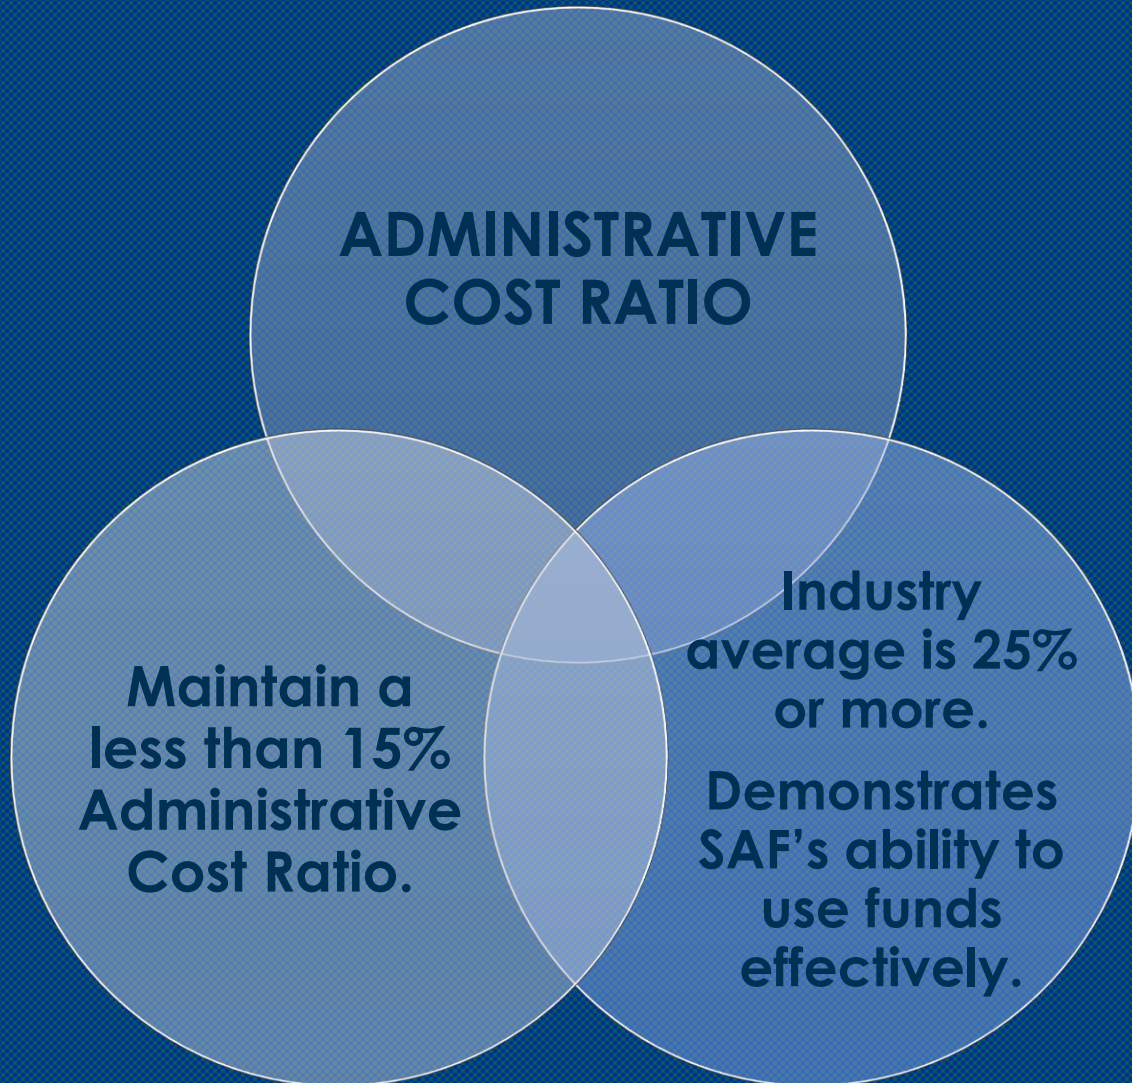 ADMINISTRATIVE
COST RATIO
Maintain a
less than 15%
Administrative
Cost Ratio.
Industry
average is 25%
or more.
Demonstrates
SAF’s ability to
use funds
effectively.